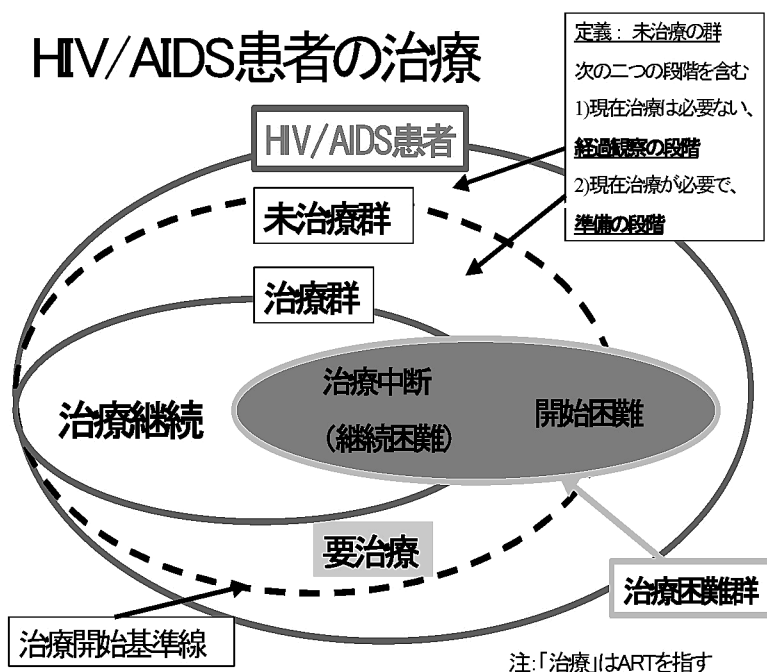 HIV/AIDS患者の治療
定義： 未治療の群
次の二つの段階を含む
1)現在治療は必要ない、
経過観察の段階
2)現在治療が必要で、
準備の段階
HIV/AIDS患者
未治療群
治療群
治療中断
(継続困難)
開始困難
治療継続
要治療
治療困難群
治療開始基準線
注:「治療」はARTを指す